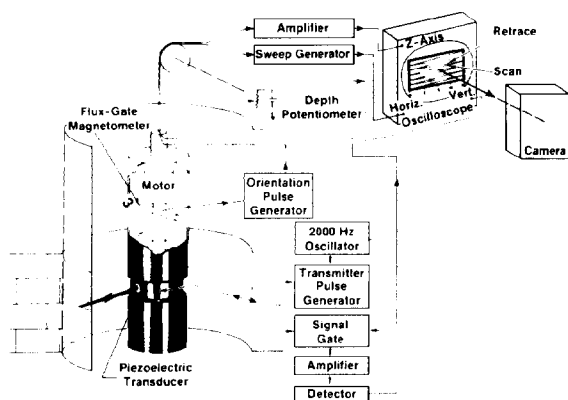 Amplifier
Sweep Generator
Z-Axis
Retrace
Scan
Horiz.
Vert.
Oscilloscope
Camera
Depth
Potentiometer
Flux-Gate
Magnetometer
Motor
Orientation
Pulse
Generator
2000 Hz
Oscillator
Transmitter
Pulse
Generator
Signal
Gate
Amplifier
Detector
Piezoelectric
Transducer